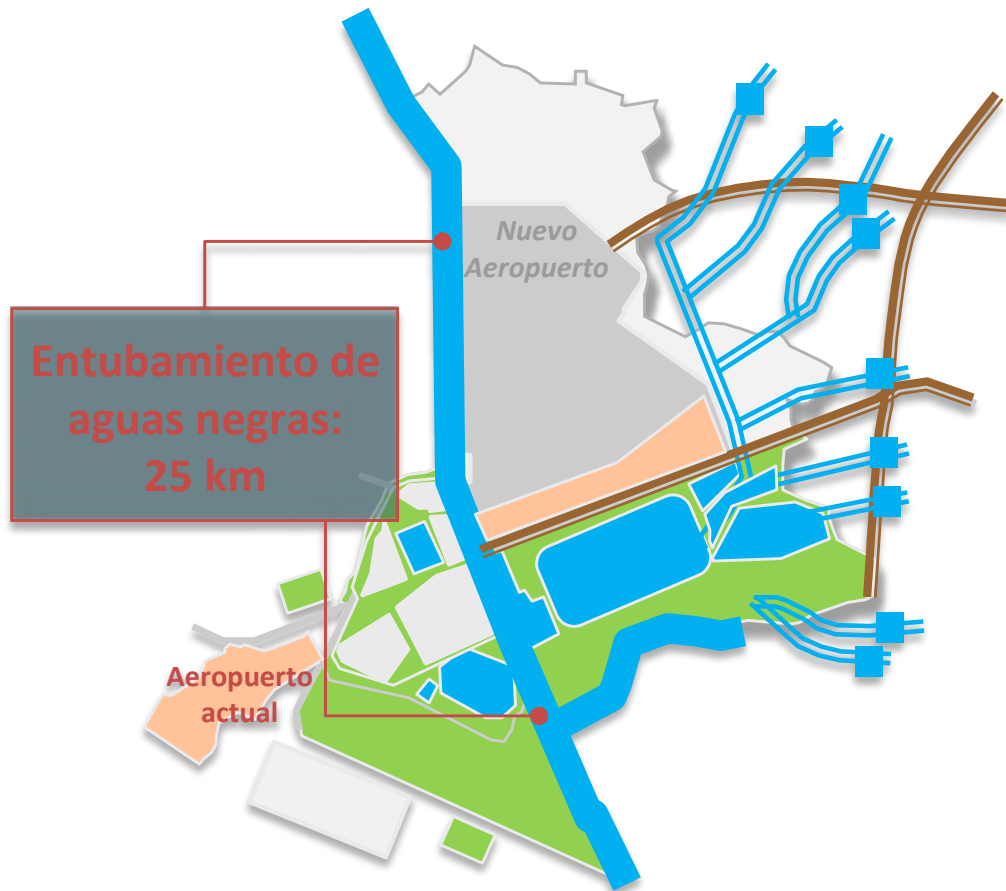 Nuevo
Aeropuerto
Entubamiento de
aguas negras:
25 km
Aeropuerto
actual